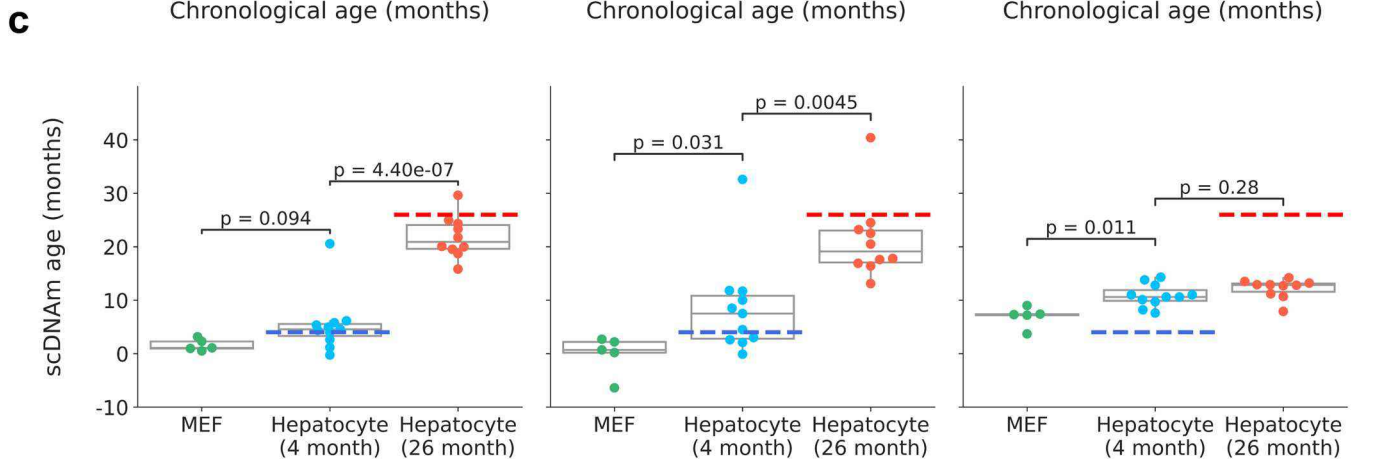 c
Chronological age (months)
Chronological age (months)
Chronological age (months)
scDNAm age (months)
40
30
20
10
0
-10
p = 0.094
p = 4.40e-07
MEF
Hepatocyte
(4 month)
Hepatocyte
(26 month)
p = 0.031
p = 0.0045
MEF
Hepatocyte
(4 month)
Hepatocyte
(26 month)
p = 0.011
p = 0.28
MEF
Hepatocyte
(4 month)
Hepatocyte
(26 month)